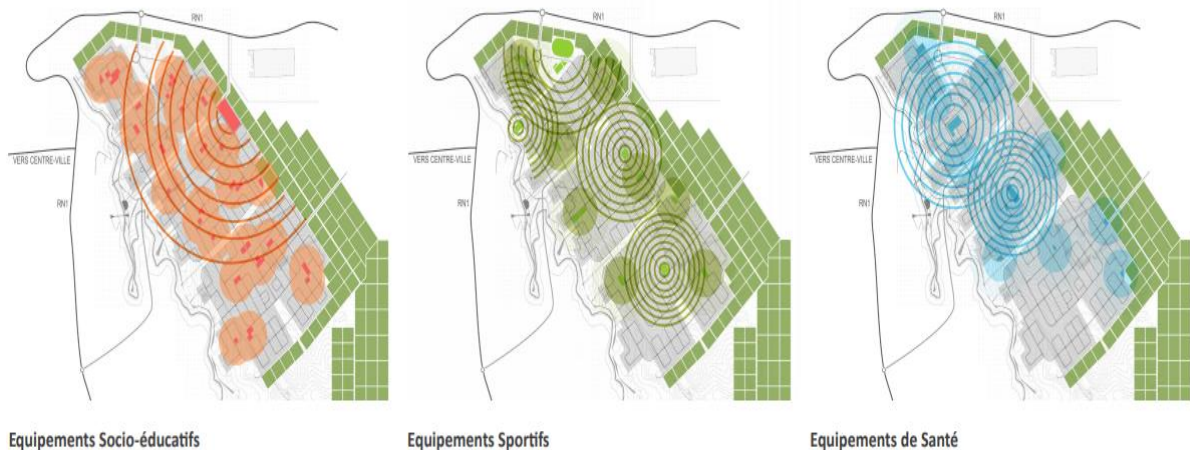 RN1
VERS CENTRE-VILLE
RN1
Equipements Socio-éducatifs
RN1
VERS CENTRE-VILLE
RN1
Equipements Sportifs
RN1
VERS CENTRE-VILLE
RN1
Equipements de Santé